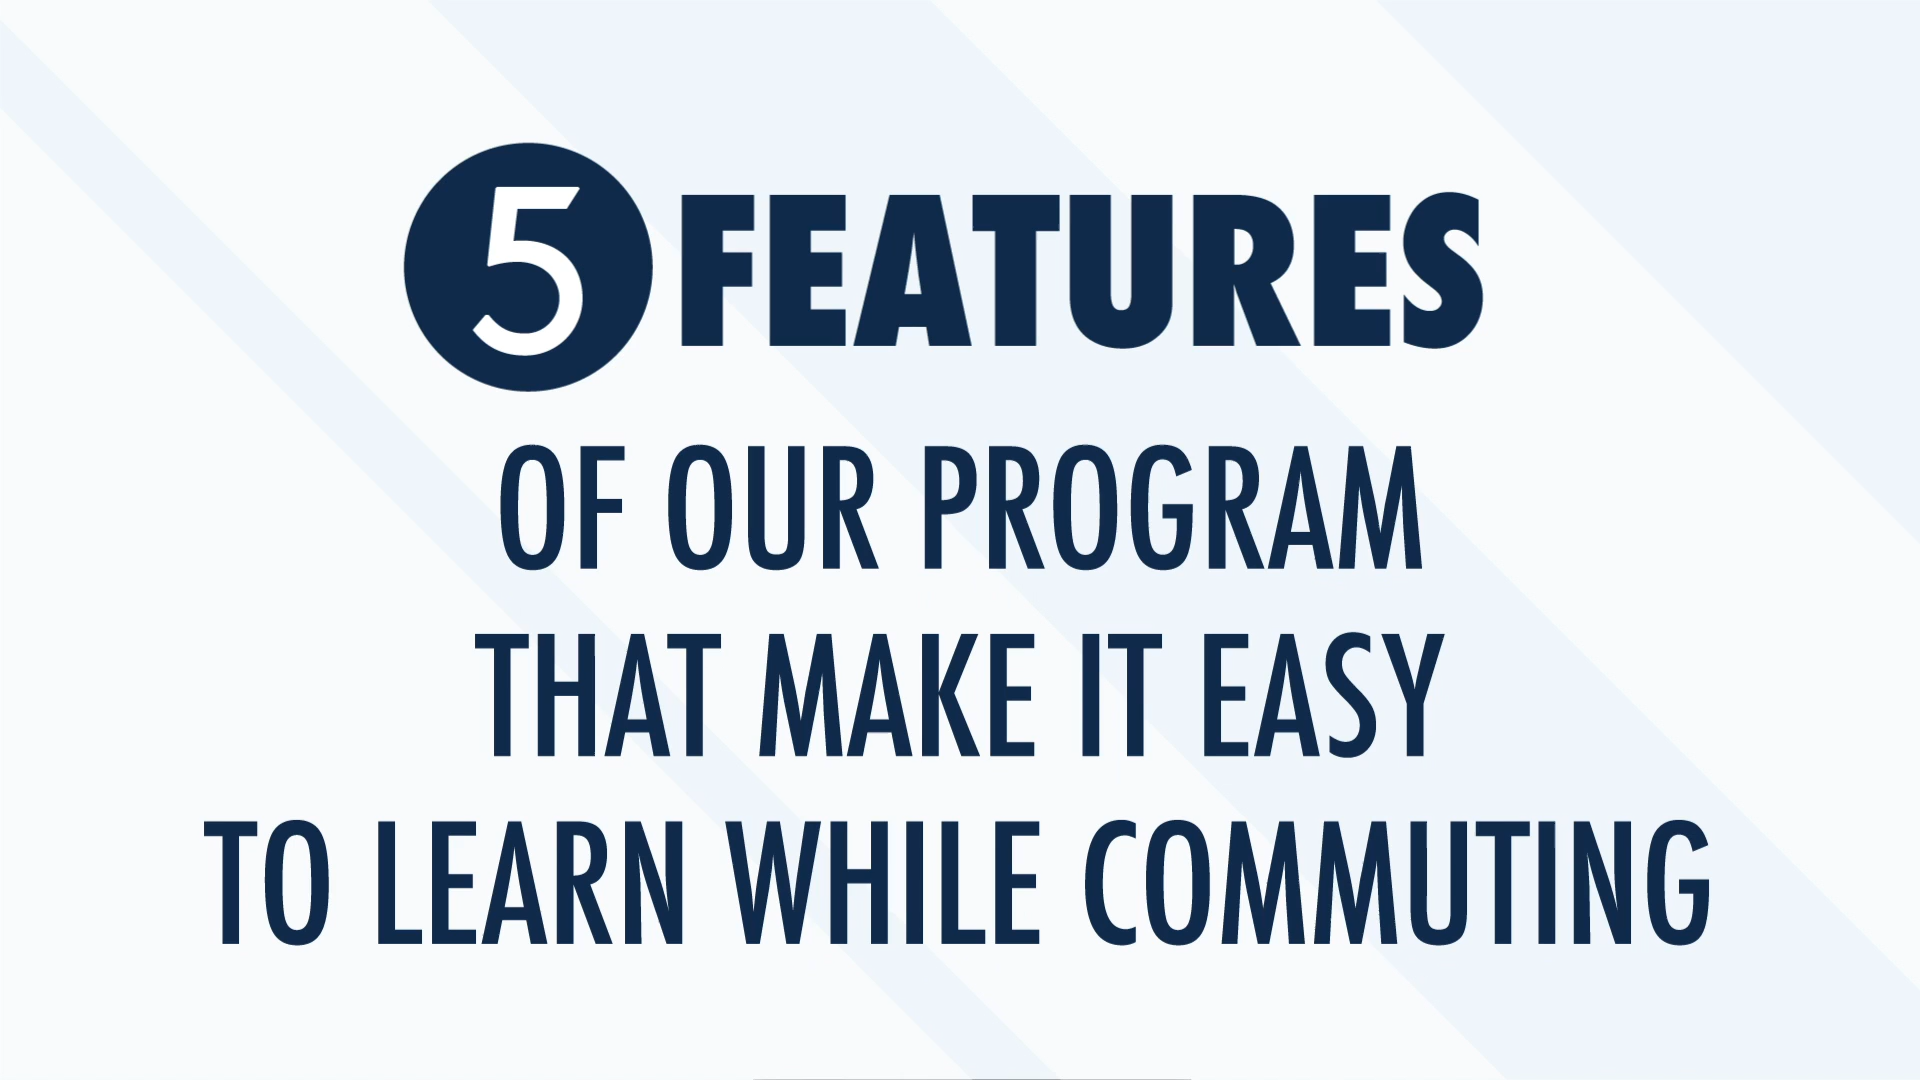 5 FEATURES
OF OUR PROGRAM
THAT MAKE IT EASY
TO LEARN WHILE COMMUTING